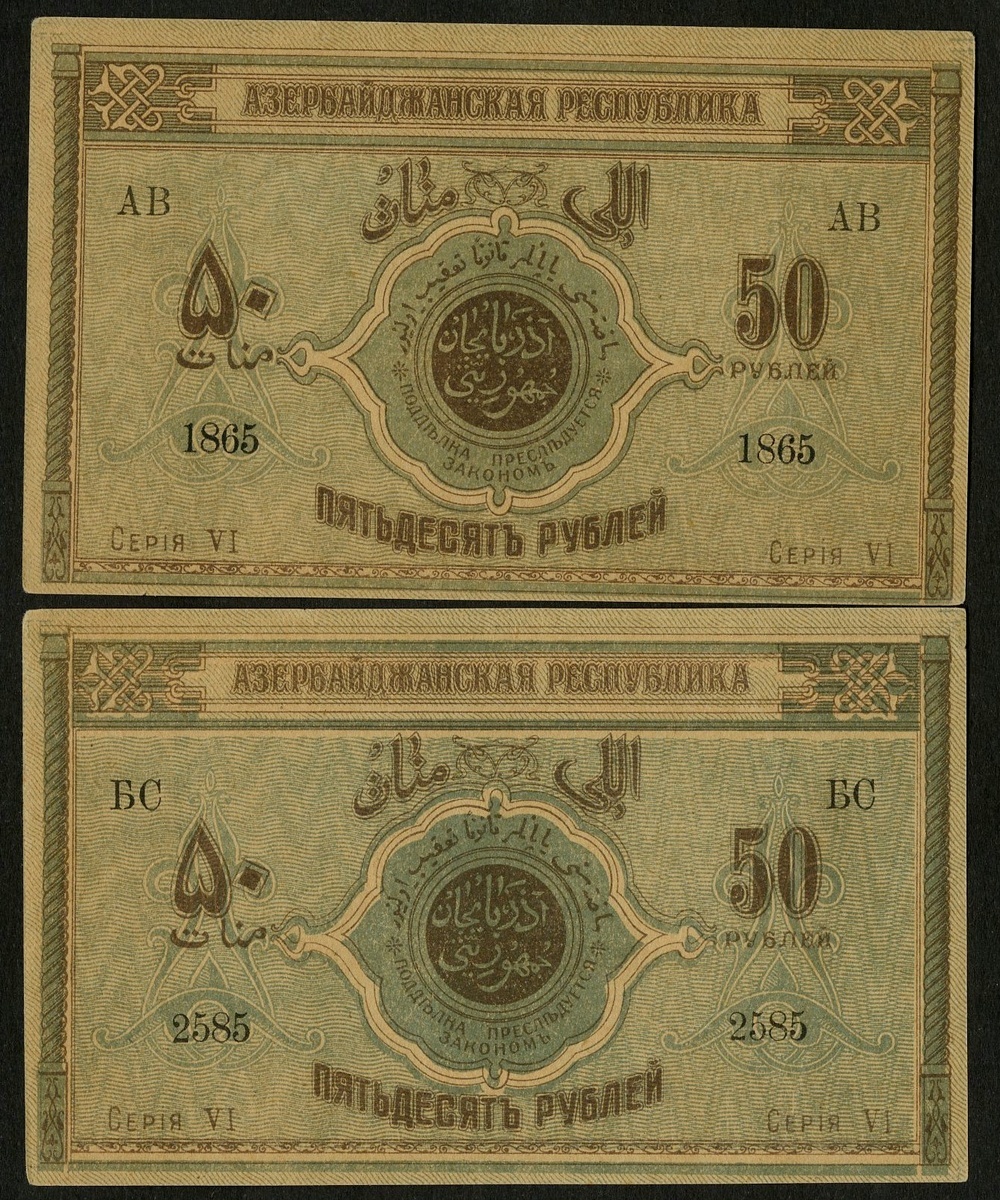 АЗЕРБАЙДЖАНСКАЯ РЕСПУБЛИКА
اللی منات
АВ
АВ
۵۰
50
منات
РУБЛЕЙ
آذربایجان
جمهوریتی
1865
1865
ПОДДѢЛКА ПРЕСЛѢДУЕТСЯ
ЗАКОНОМЪ
ПЯТЬДЕСЯТЪ РУБЛЕЙ
Серія VI
Серія VI
АЗЕРБАЙДЖАНСКАЯ РЕСПУБЛИКА
اللی منات
БС
БС
۵۰
50
منات
РУБЛЕЙ
آذربایجان
جمهوریتی
2585
2585
ПОДДѢЛКА ПРЕСЛѢДУЕТСЯ
ЗАКОНОМЪ
ПЯТЬДЕСЯТЪ РУБЛЕЙ
Серія VI
Серія VI